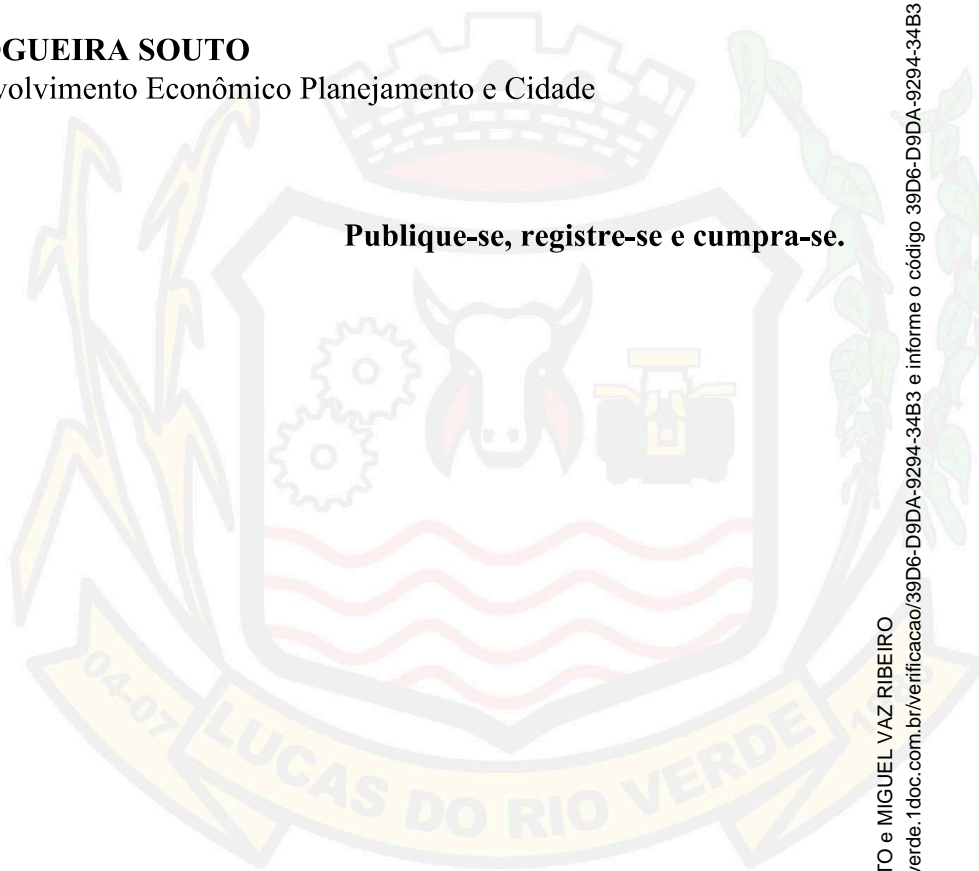 OGUEIRA SOUTO
volvimento Econômico Planejamento e Cidade
Publique-se, registre-se e cumpra-se.
04-07
LUCAS DO RIO VERDE
TO e MIGUEL VAZ RIBEIRO
verde.1doc.com.br/verificacao/39D6-D9DA-9294-34B3 e informe o código 39D6-D9DA-9294-34B3